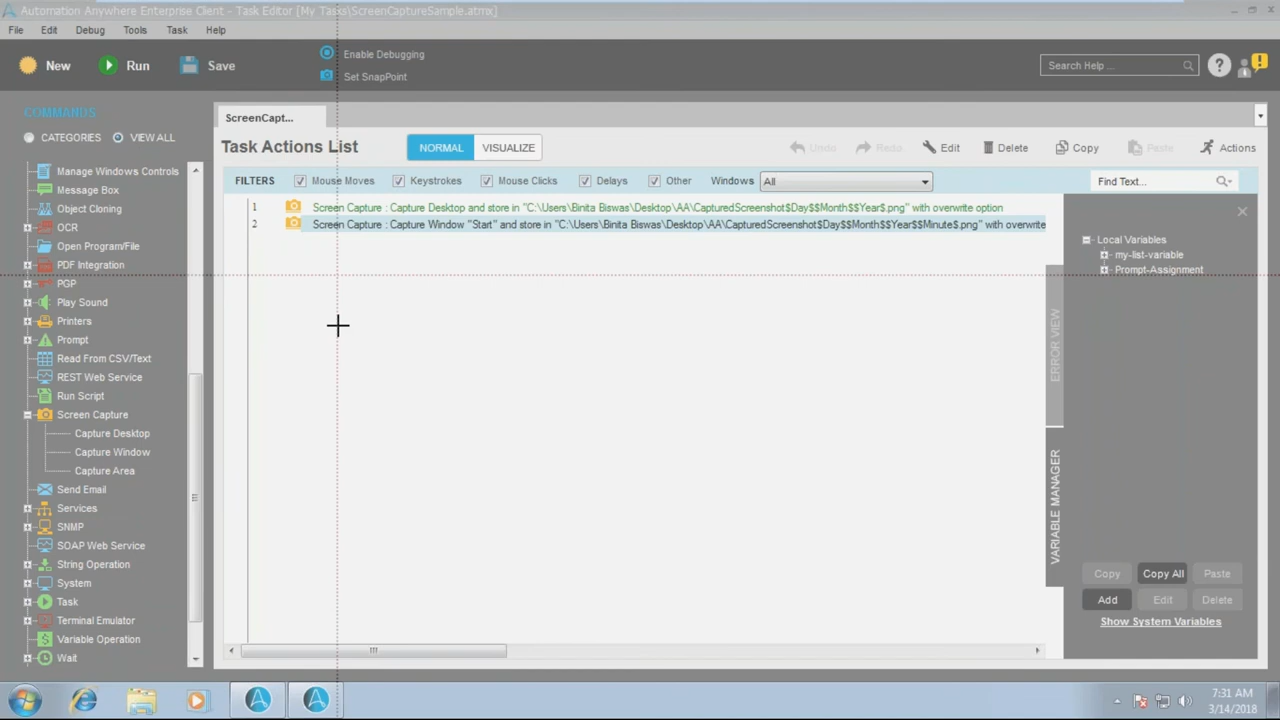 Automation Anywhere Enterprise Client - Task Editor [My Tasks\ScreenCaptureSample.atmx]
File Edit Debug Tools Task Help
New Run Save
Enable Debugging
Set SnapPoint
Search Help ...
COMMANDS
CATEGORIES VIEW ALL
Manage Windows Controls
Message Box
Object Cloning
OCR
Open Program/File
PDF Integration
PGP
Play Sound
Printers
Prompt
Read From CSV/Text
REST Web Service
Run Script
Screen Capture
Capture Desktop
Capture Window
Capture Area
Send Email
Services
SNMP
SOAP Web Service
String Operation
System
Task
Terminal Emulator
Variable Operation
Wait
ScreenCapt...
Task Actions List
NORMAL VISUALIZE
Undo Redo Edit Delete Copy Paste Actions
FILTERS Mouse Moves Keystrokes Mouse Clicks Delays Other Windows All
Find Text...
1 Screen Capture : Capture Desktop and store in "C:\Users\Binita Biswas\Desktop\AA\CapturedScreenshot$Day$$Month$$Year$.png" with overwrite option
2 Screen Capture : Capture Window "Start" and store in "C:\Users\Binita Biswas\Desktop\AA\CapturedScreenshot$Day$$Month$$Year$$Minute$.png" with overwrite
ERROR VIEW
VARIABLE MANAGER
Local Variables
my-list-variable
Prompt-Assignment
Copy Copy All Paste
Add Edit Delete
Show System Variables
7:31 AM
3/14/2018